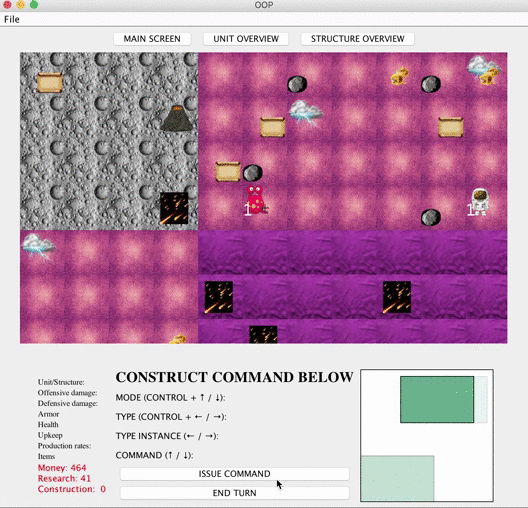 OOP
File
MAIN SCREEN UNIT OVERVIEW STRUCTURE OVERVIEW
1 1
CONSTRUCT COMMAND BELOW
Unit/Structure:
Offensive damage:
Defensive damage:
Armor
Health
Upkeep
Production rates:
Items
Money: 464
Research: 41
Construction: 0
MODE (CONTROL + ↑ / ↓):
TYPE (CONTROL + ← / →):
TYPE INSTANCE (← / →):
COMMAND (↑ / ↓):
ISSUE COMMAND
END TURN